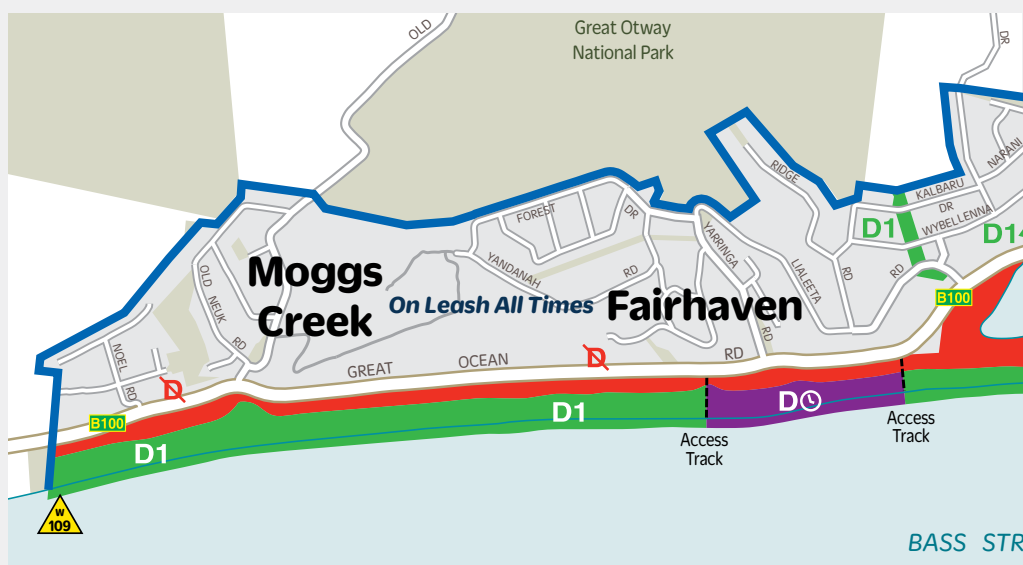 OLD
Great Otway
National Park
DR
NARANI
RIDGE
KALBARU
DR
WYBELLENNA
D1
D14
FOREST
DR
YANDANAH
RD
YARRINGA
RD
LIALEETA
RD
RD
OLD NEUK
RD
NOEL
RD
Moggs
Creek
On Leash All Times
Fairhaven
GREAT OCEAN RD
D
D
B100
B100
D1
D1
D
Access
Track
Access
Track
W
109
BASS STR